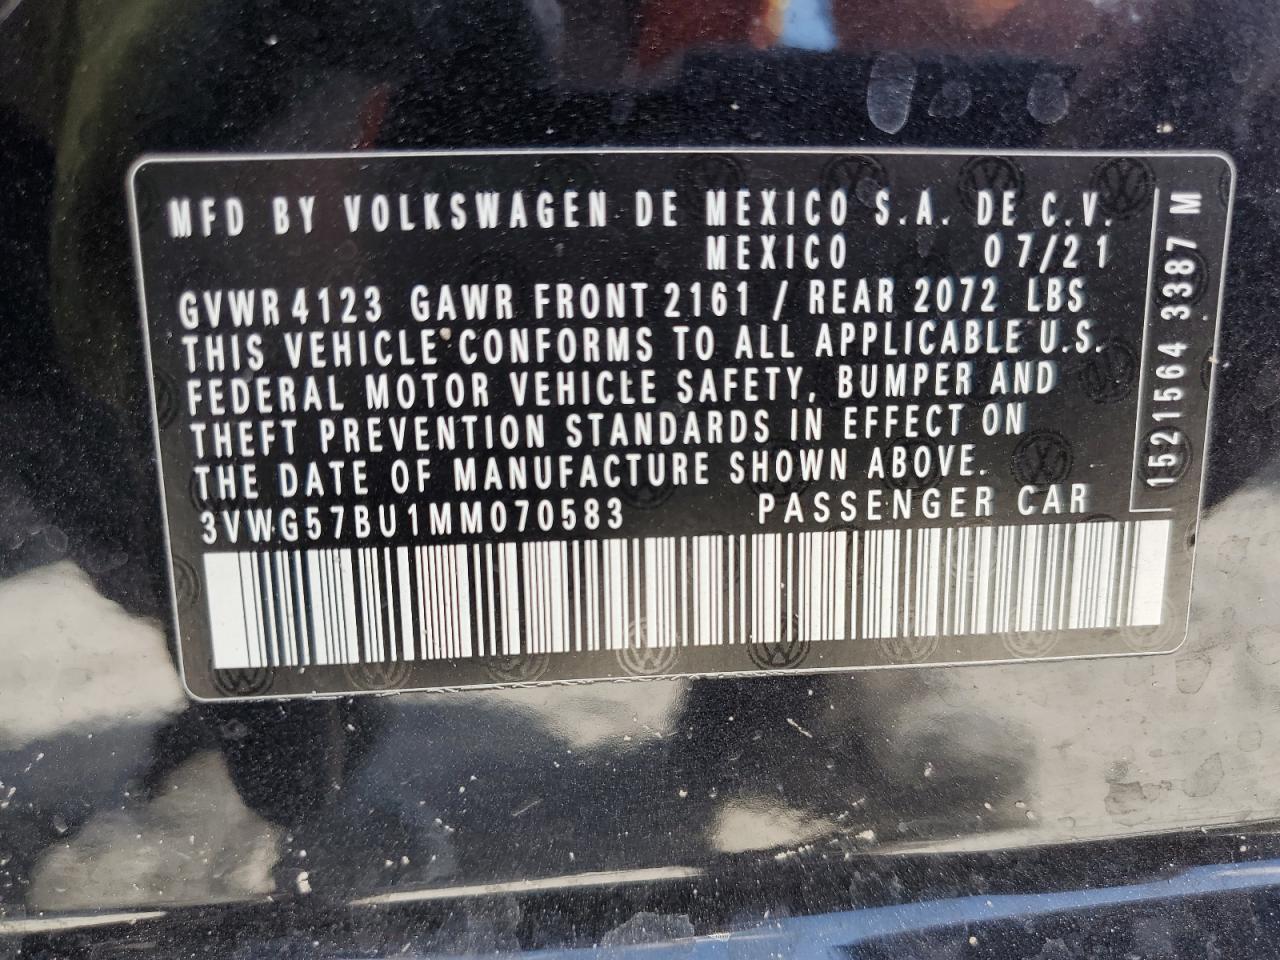 MFD BY VOLKSWAGEN DE MEXICO S.A. DE C.V.
MEXICO 07/21
GVWR 4123 GAWR FRONT 2161 / REAR 2072 LBS
THIS VEHICLE CONFORMS TO ALL APPLICABLE U.S.
FEDERAL MOTOR VEHICLE SAFETY, BUMPER AND
THEFT PREVENTION STANDARDS IN EFFECT ON
THE DATE OF MANUFACTURE SHOWN ABOVE.
3VWG57BU1MM070583 PASSENGER CAR
1521564 3387 M